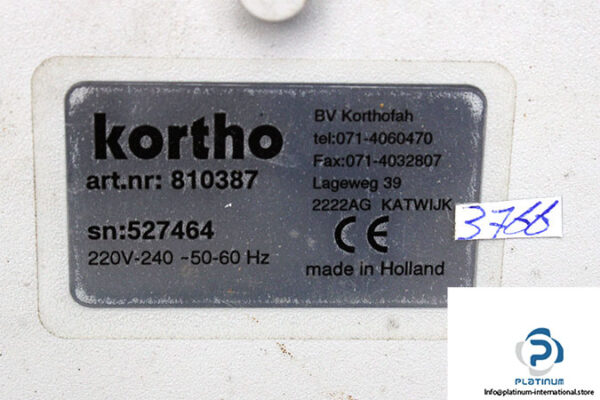 kortho
art.nr: 810387
sn:527464
220V-240 ~50-60 Hz
BV Korthofah
tel:071-4060470
Fax:071-4032807
Lageweg 39
2222AG KATWIJK
CE
made in Holland
3766
PLATINUM
Https://platinum-international.store